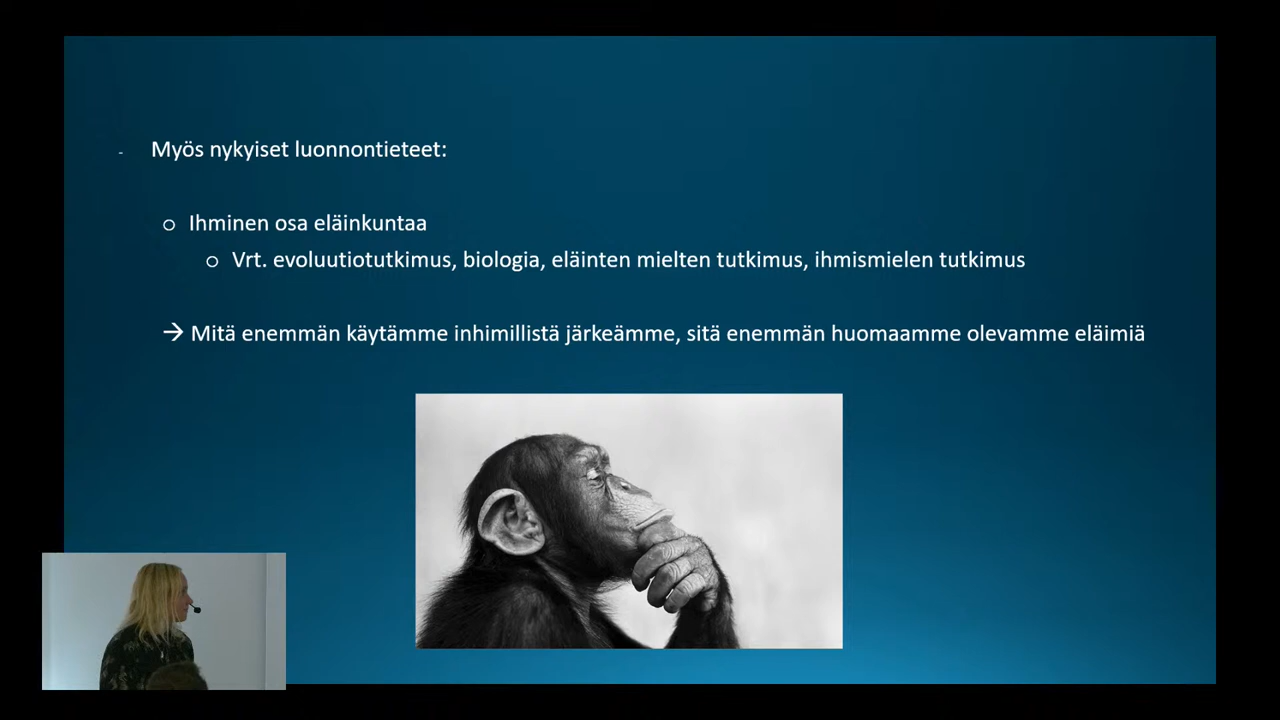 - Myös nykyiset luonnontieteet:
o Ihminen osa eläinkuntaa
o Vrt. evoluutiotutkimus, biologia, eläinten mielten tutkimus, ihmismielen tutkimus
→ Mitä enemmän käytämme inhimillistä järkeämme, sitä enemmän huomaamme olevamme eläimiä